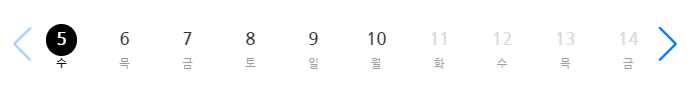 5 6 7 8 9 10 11 12 13 14
수 목 금 토 일 월 화 수 목 금